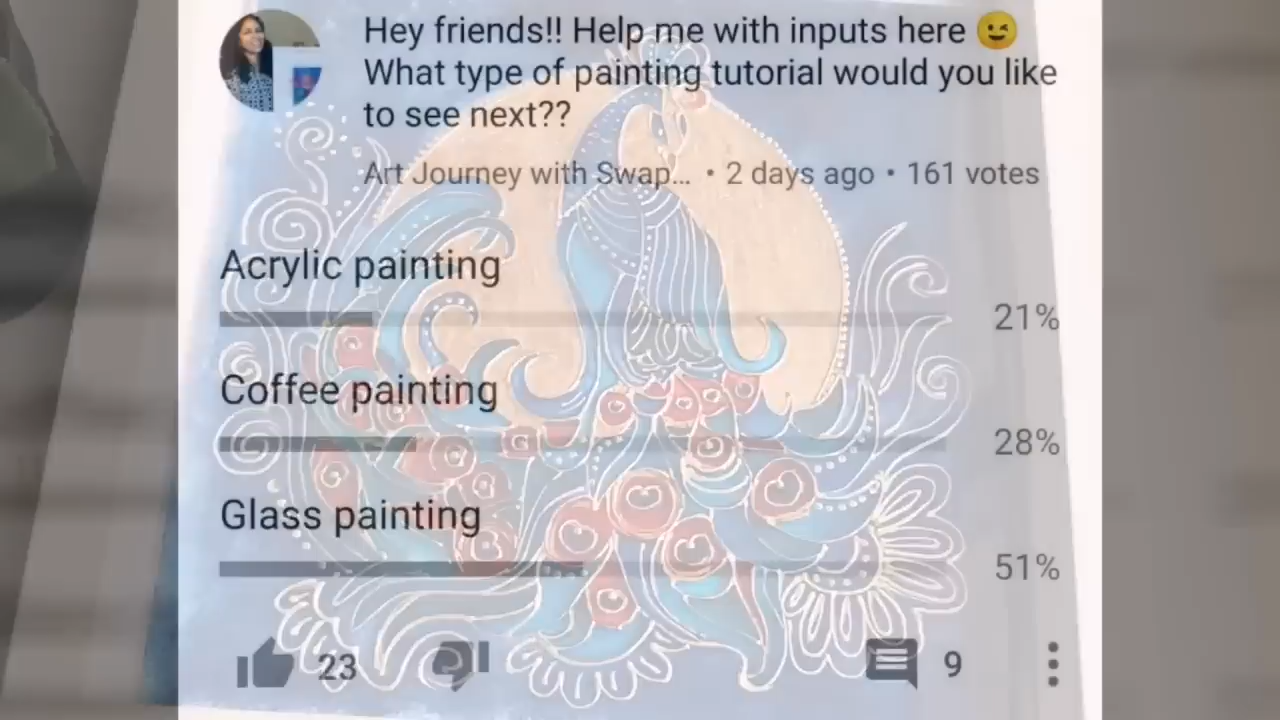 Hey friends!! Help me with inputs here 😉
What type of painting tutorial would you like
to see next??
Art Journey with Swap... • 2 days ago • 161 votes
Acrylic painting
21%
Coffee painting
28%
Glass painting
51%
23
9